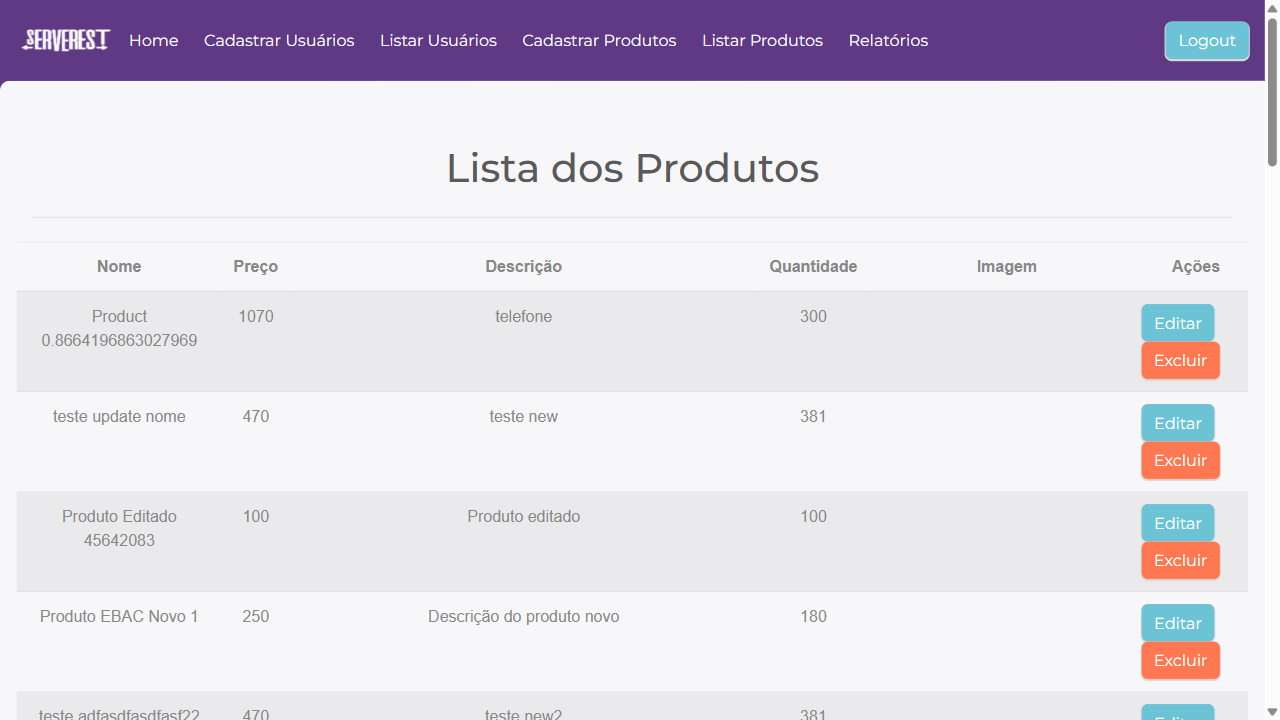 SERVEREST Home Cadastrar Usuários Listar Usuários Cadastrar Produtos Listar Produtos Relatórios Logout
Lista dos Produtos
Nome Preço Descrição Quantidade Imagem Ações
Product 1070 telefone 300 Editar
0.8664196863027969
Excluir
teste update nome 470 teste new 381 Editar
Excluir
Produto Editado 100 Produto editado 100 Editar
45642083
Excluir
Produto EBAC Novo 1 250 Descrição do produto novo 180 Editar
Excluir
teste adfasdfasdfasf22 470 teste new2 381 Editar